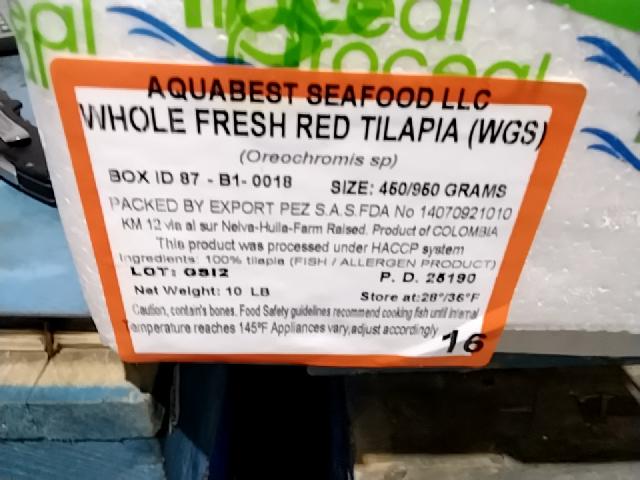 Proceal
AQUABEST SEAFOOD LLC
WHOLE FRESH RED TILAPIA (WGS)
(Oreochromis sp)
BOX ID 87 - B1- 0018 SIZE: 450/950 GRAMS
PACKED BY EXPORT PEZ S.A.S.FDA No 14070921010
KM 12 via al sur Neiva-Huila-Farm Raised. Product of COLOMBIA
This product was processed under HACCP system
Ingredients: 100% tilapia (FISH / ALLERGEN PRODUCT)
LOT: GSI2 P. D. 25190
Net Weight: 10 LB Store at:28°/36°F
Caution, contain's bones. Food Safety guidelines recommend cooking fish until internal
Temperature reaches 145°F Appliances vary,adjust accordingly
16